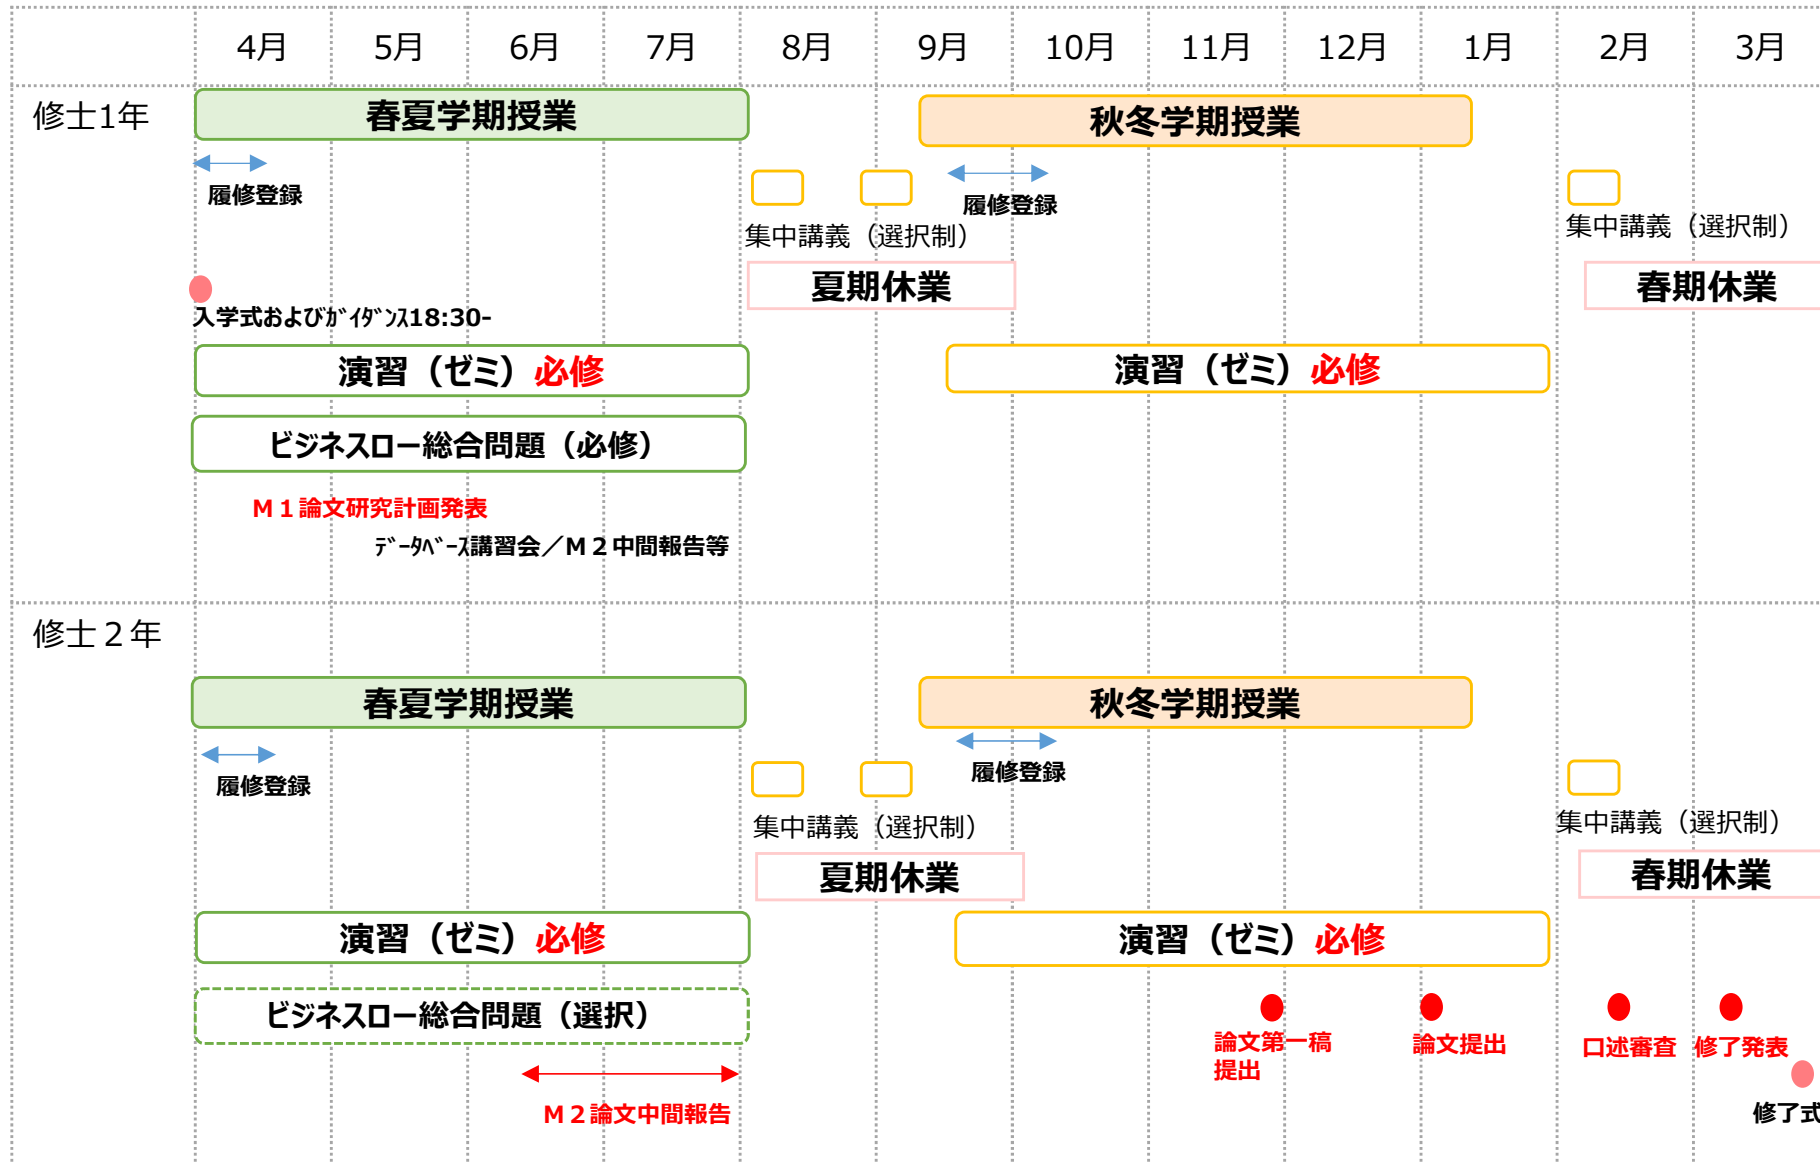 4月 5月 6月 7月 8月 9月 10月 11月 12月 1月 2月 3月
修士1年
春夏学期授業
秋冬学期授業
履修登録
履修登録
集中講義（選択制）
集中講義（選択制）
夏期休業
春期休業
入学式およびｶﾞｲﾀﾞﾝｽ18:30-
演習（ゼミ）必修
演習（ゼミ）必修
ビジネスロー総合問題（必修）
M１論文研究計画発表
ﾃﾞｰﾀﾍﾞｰｽ講習会／M２中間報告等
修士２年
春夏学期授業
秋冬学期授業
履修登録
履修登録
集中講義（選択制）
集中講義（選択制）
夏期休業
春期休業
演習（ゼミ）必修
演習（ゼミ）必修
ビジネスロー総合問題（選択）
論文第一稿
提出
論文提出
口述審査
修了発表
M２論文中間報告
修了式